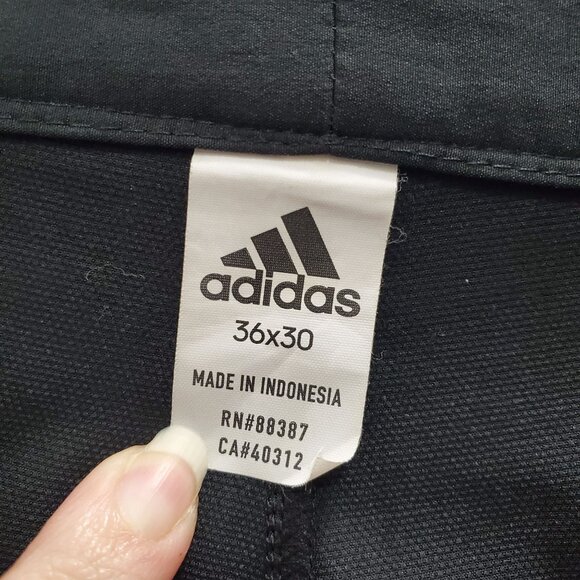 adidas
36x30
MADE IN INDONESIA
RN#88387
CA#40312